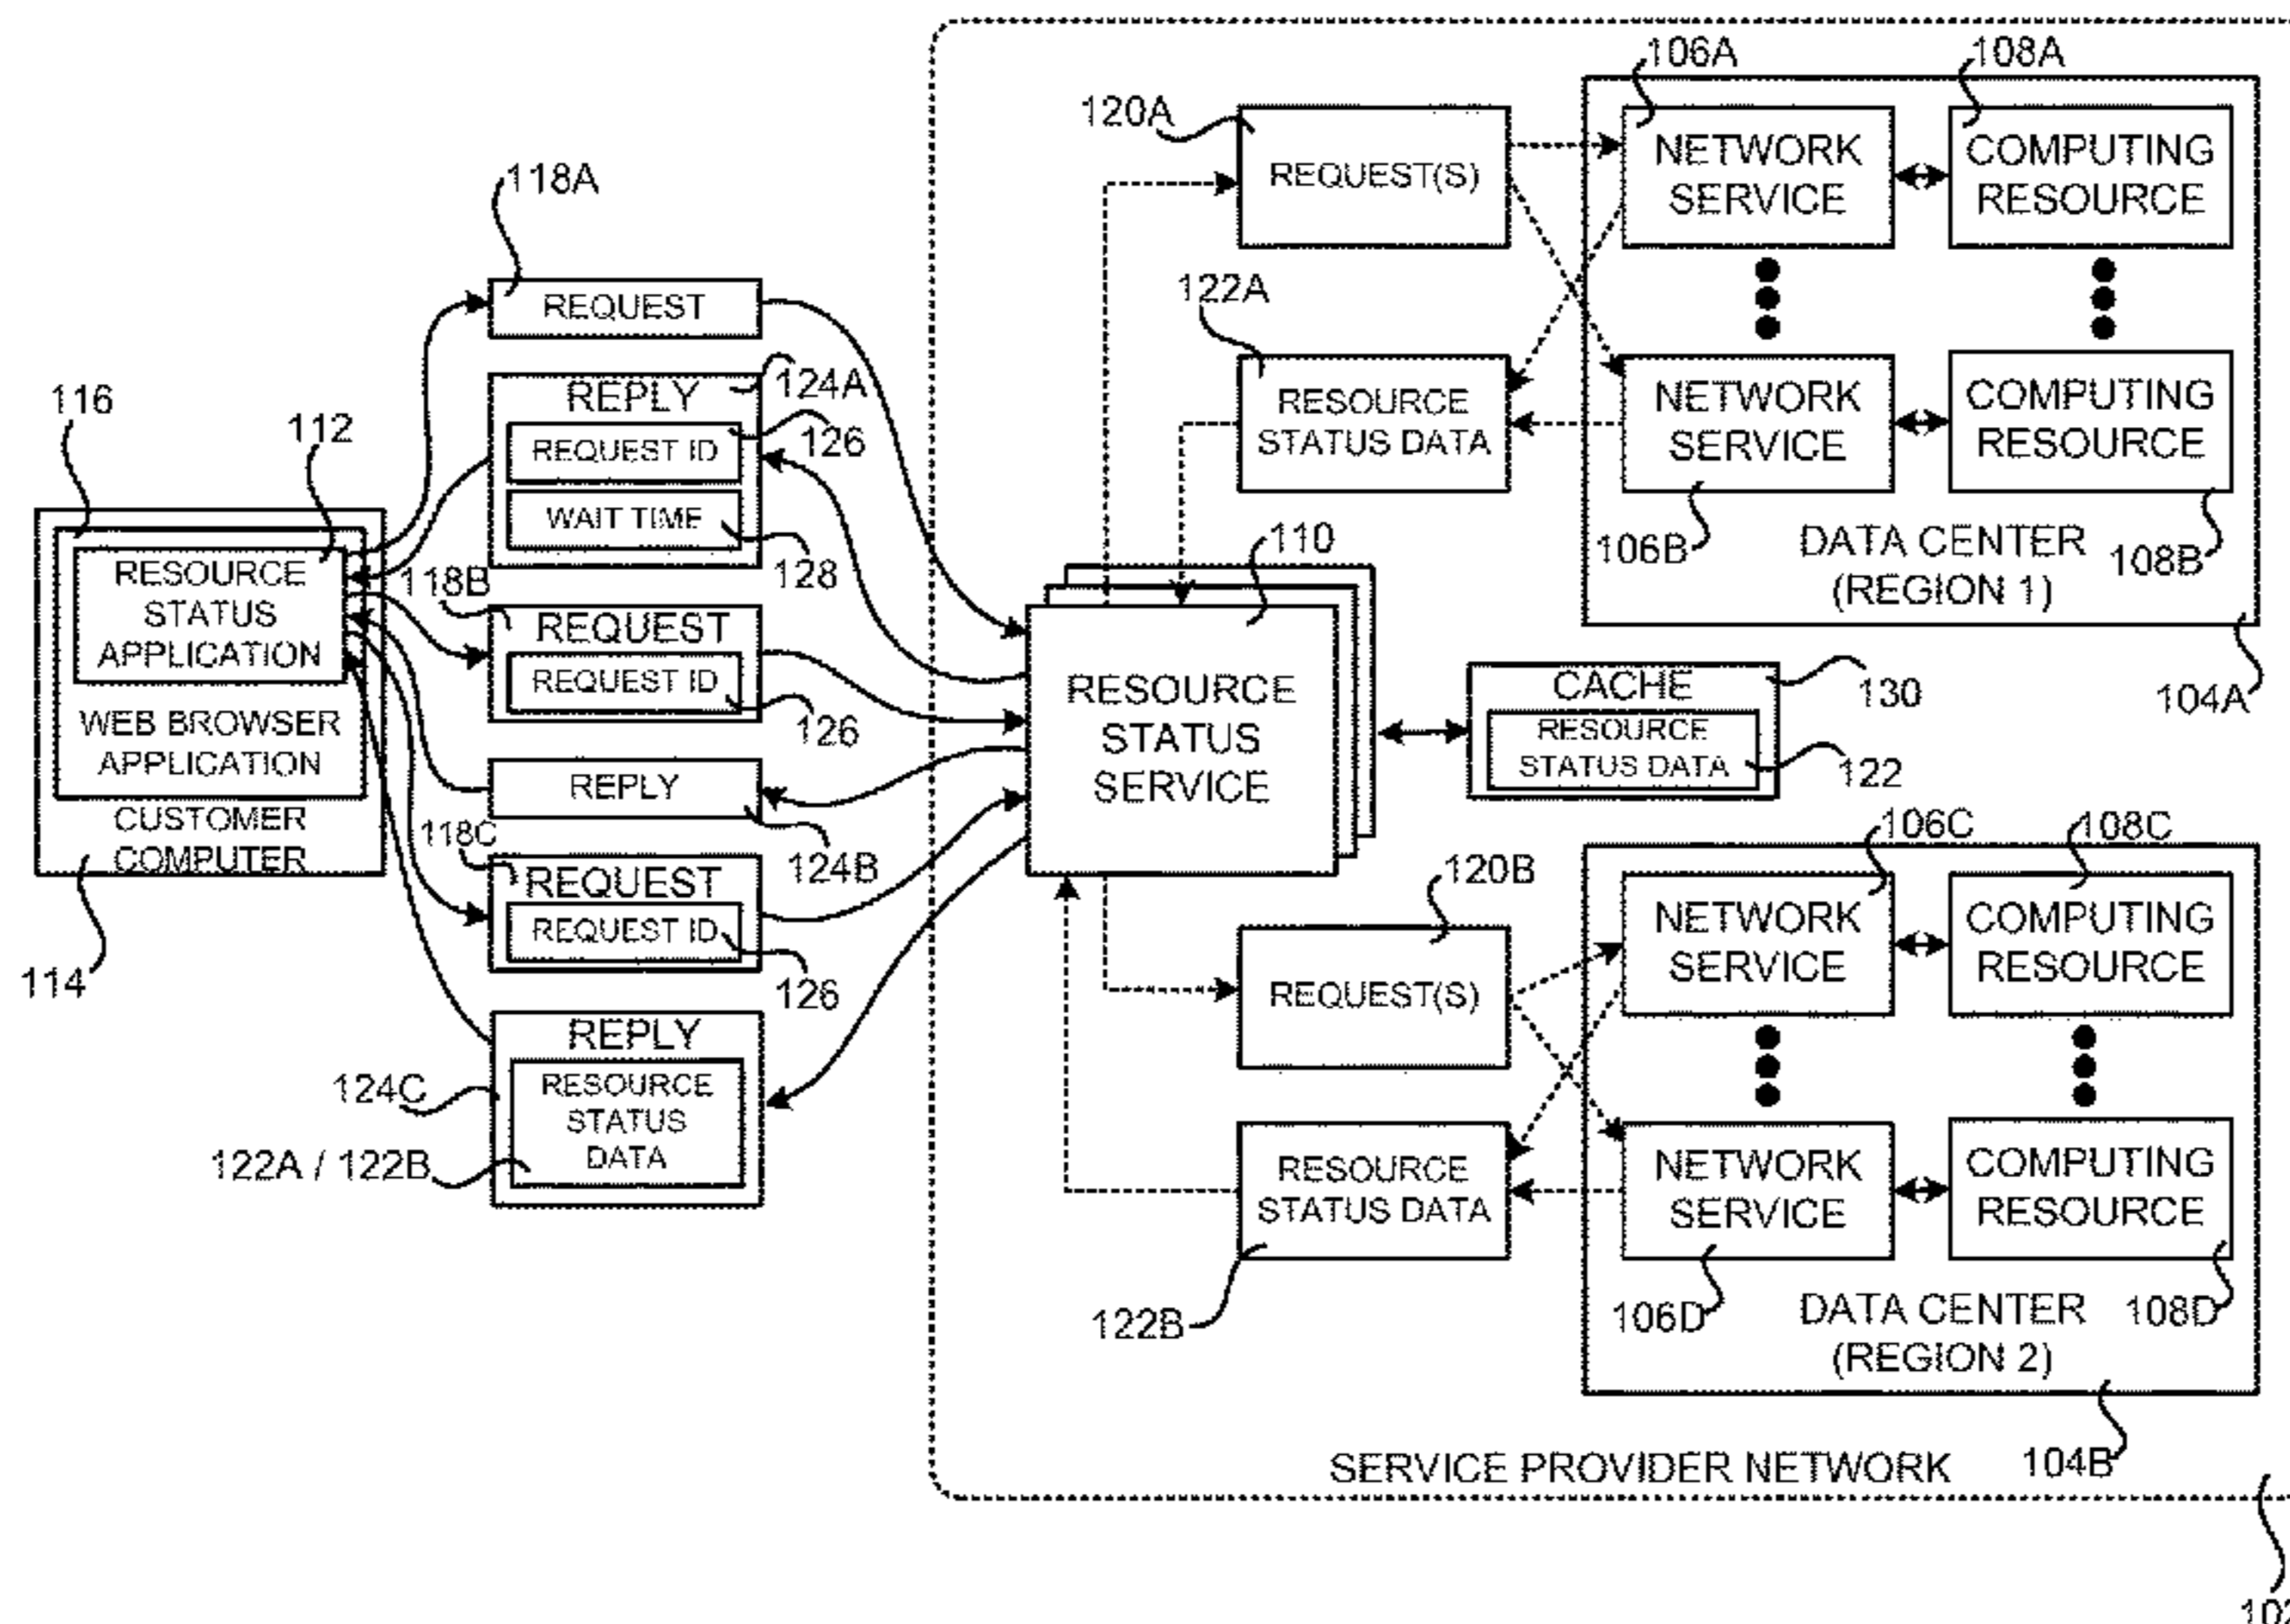 106A
108A
120A
NETWORK
SERVICE
COMPUTING
RESOURCE
REQUEST(S)
118A
122A
REQUEST
REPLY
124A
REQUEST ID
126
WAIT TIME
128
RESOURCE
STATUS DATA
NETWORK
SERVICE
COMPUTING
RESOURCE
106B
DATA CENTER
(REGION 1)
108B
104A
116
112
RESOURCE
STATUS
APPLICATION
WEB BROWSER
APPLICATION
CUSTOMER
COMPUTER
114
118B
REQUEST
REQUEST ID
126
REPLY
124B
118C
REQUEST
REQUEST ID
126
REPLY
124C
RESOURCE
STATUS
DATA
122A / 122B
110
RESOURCE
STATUS
SERVICE
CACHE
130
RESOURCE
STATUS DATA
122
106C
108C
120B
NETWORK
SERVICE
COMPUTING
RESOURCE
REQUEST(S)
RESOURCE
STATUS DATA
NETWORK
SERVICE
COMPUTING
RESOURCE
122B
106D
DATA CENTER
(REGION 2)
108D
SERVICE PROVIDER NETWORK
104B